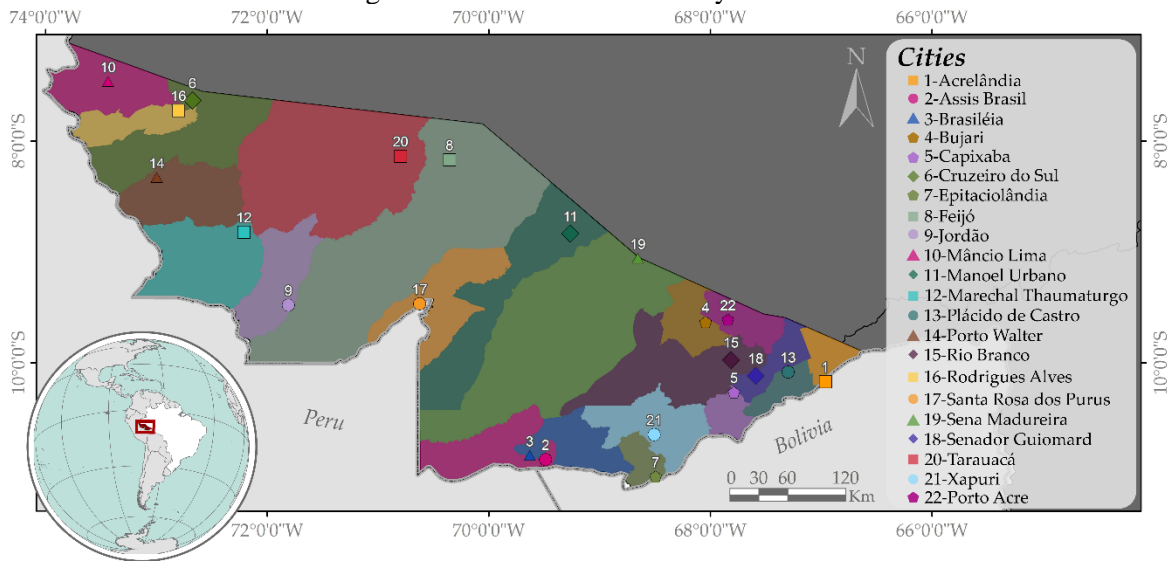 74°0'0"W
72°0'0"W
70°0'0"W
68°0'0"W
66°0'0"W
8°0'0"S
10°0'0"S
8°0'0"S
10°0'0"S
72°0'0"W
70°0'0"W
68°0'0"W
66°0'0"W
N
10
6
16
14
12
9
20
8
11
19
17
4
22
15
18
13
1
5
21
3
2
7
Peru
Bolivia
0 30 60 120
Km
Cities
1-Acrelândia
2-Assis Brasil
3-Brasiléia
4-Bujari
5-Capixaba
6-Cruzeiro do Sul
7-Epitaciolândia
8-Feijó
9-Jordão
10-Mâncio Lima
11-Manoel Urbano
12-Marechal Thaumaturgo
13-Plácido de Castro
14-Porto Walter
15-Rio Branco
16-Rodrigues Alves
17-Santa Rosa dos Purus
19-Sena Madureira
18-Senador Guiomard
20-Tarauacá
21-Xapuri
22-Porto Acre